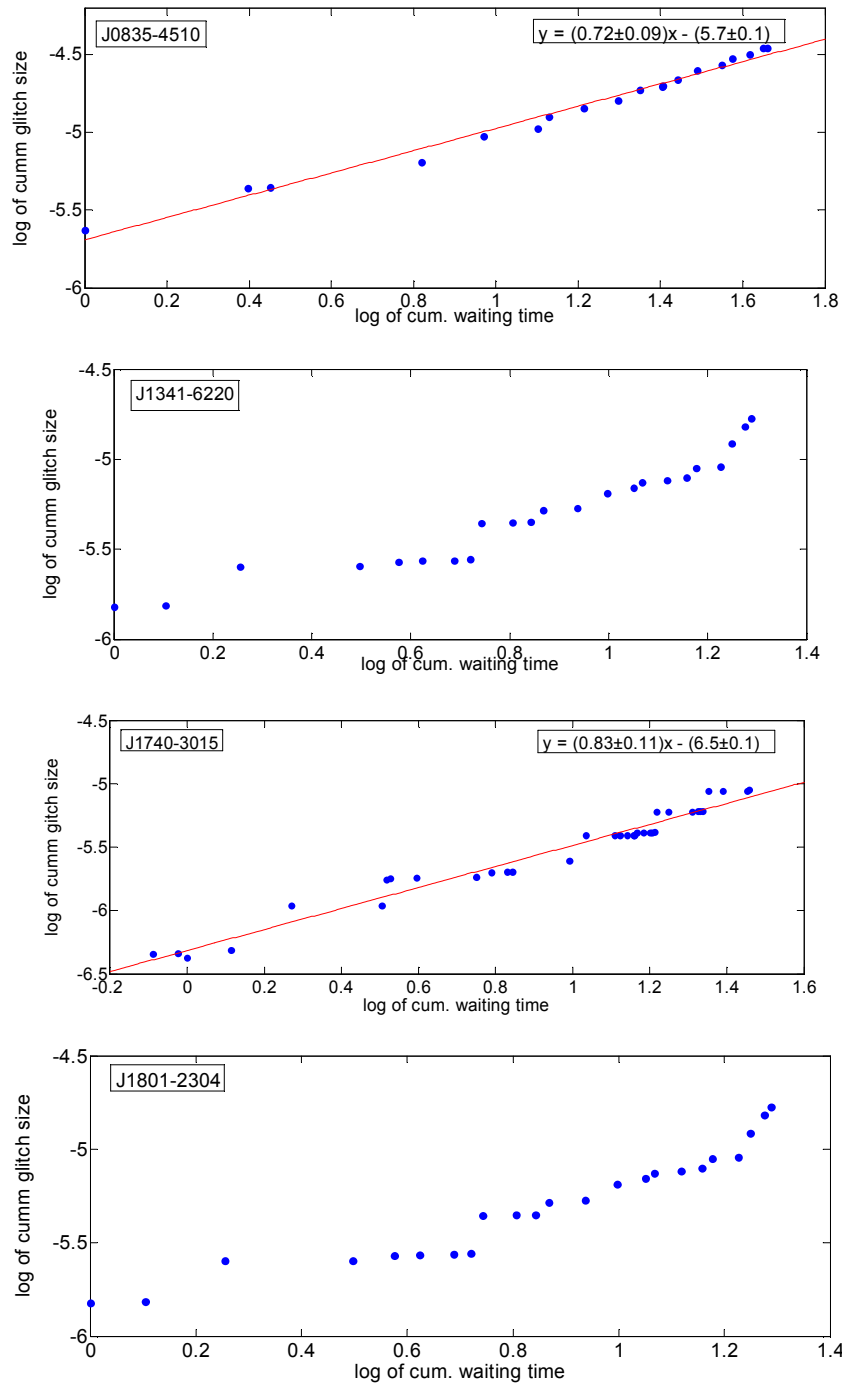 J0835-4510
y = (0.72±0.09)x - (5.7±0.1)
log of cumm glitch size
-4.5
-5
-5.5
-6
0 0.2 0.4 0.6 0.8 1 1.2 1.4 1.6 1.8
log of cum. waiting time
J1341-6220
log of cumm glitch size
-4.5
-5
-5.5
-6
0 0.2 0.4 0.6 0.8 1 1.2 1.4
log of cum. waiting time
J1740-3015
y = (0.83±0.11)x - (6.5±0.1)
log of cumm gitch size
-4.5
-5
-5.5
-6
-6.5
-0.2 0 0.2 0.4 0.6 0.8 1 1.2 1.4 1.6
log of cum. waiting time
J1801-2304
log of cumm glitch size
-4.5
-5
-5.5
-6
0 0.2 0.4 0.6 0.8 1 1.2 1.4
log of cum. waiting time